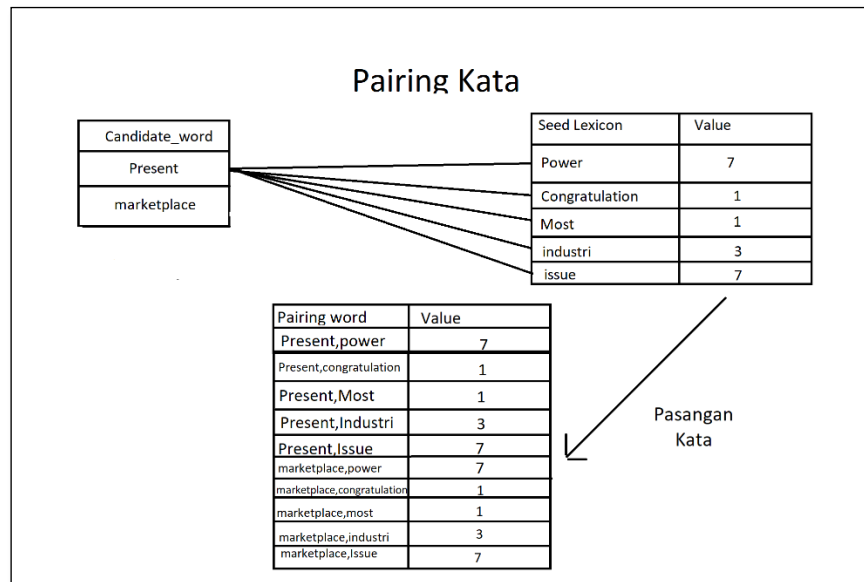 Pairing Kata
Candidate_word
Present
marketplace
Seed Lexicon Value
Power 7
Congratulation 1
Most 1
industri 3
issue 7
Pairing word Value
Present,power 7
Present,congratulation 1
Present,Most 1
Present,Industri 3
Present,Issue 7
marketplace,power 7
marketplace,congratulation 1
marketplace,most 1
marketplace,industri 3
marketplace,Issue 7
Pasangan
Kata